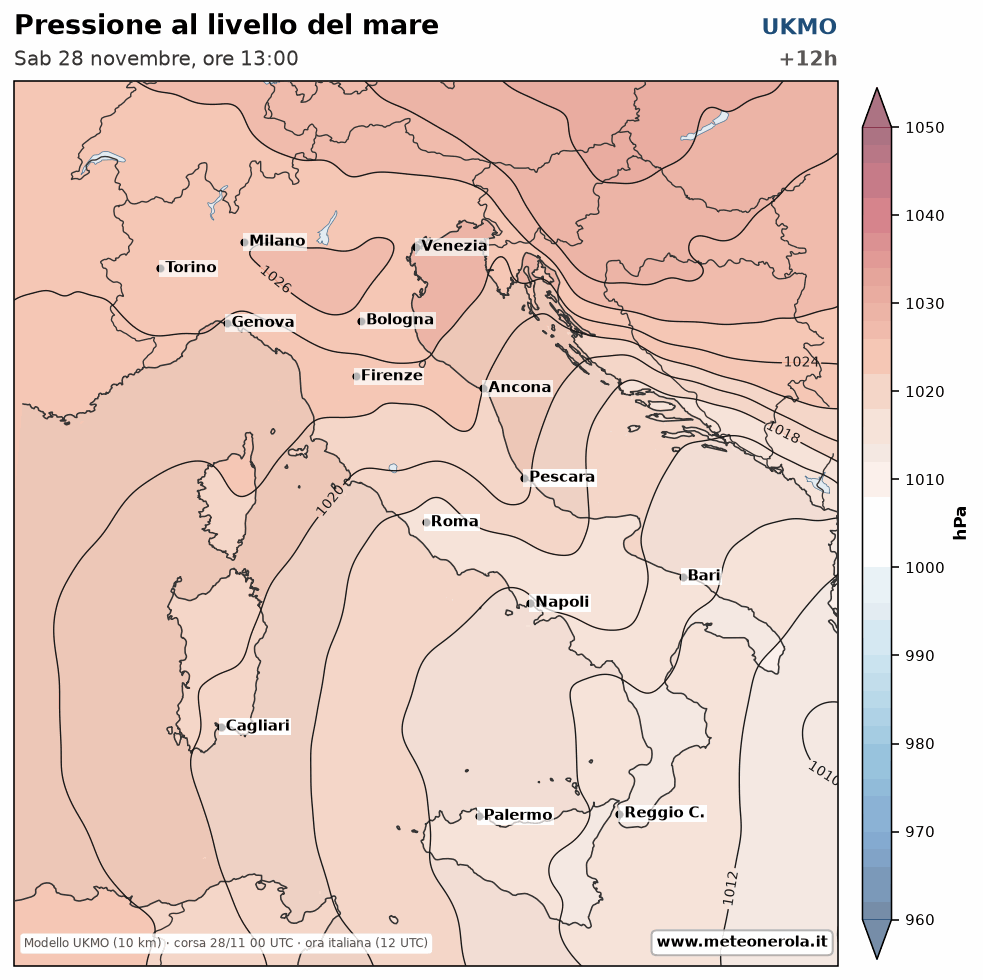 Pressione al livello del mare
UKMO
Sab 28 novembre, ore 13:00
+12h
1050
1040
1030
1020
1010
1000
990
980
970
960
hPa
Milano
Venezia
Torino
1026
Genova
Bologna
1024
Firenze
Ancona
1018
Pescara
1020
Roma
Bari
Napoli
Cagliari
1010
Palermo
Reggio C.
1012
Modello UKMO (10 km) · corsa 28/11 00 UTC · ora italiana (12 UTC)
www.meteonerola.it